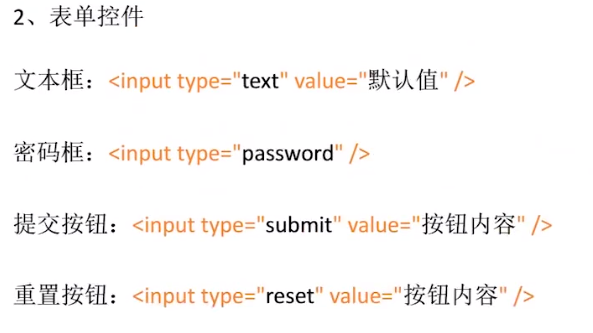 2、表单控件
文本框：<input type="text" value="默认值" />
密码框：<input type="password" />
提交按钮：<input type="submit" value="按钮内容" />
重置按钮：<input type="reset" value="按钮内容" />